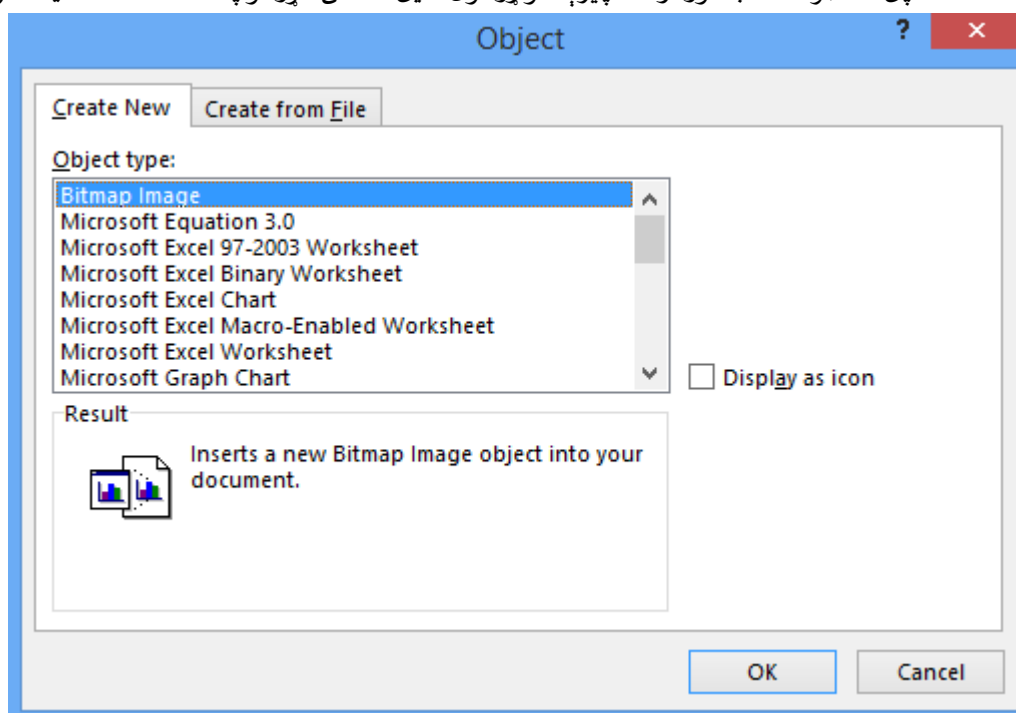 Object
?
×
Create New
Create from File
Object type:
Bitmap Image
Microsoft Equation 3.0
Microsoft Excel 97-2003 Worksheet
Microsoft Excel Binary Worksheet
Microsoft Excel Chart
Microsoft Excel Macro-Enabled Worksheet
Microsoft Excel Worksheet
Microsoft Graph Chart
Display as icon
Result
Inserts a new Bitmap Image object into your
document.
OK
Cancel